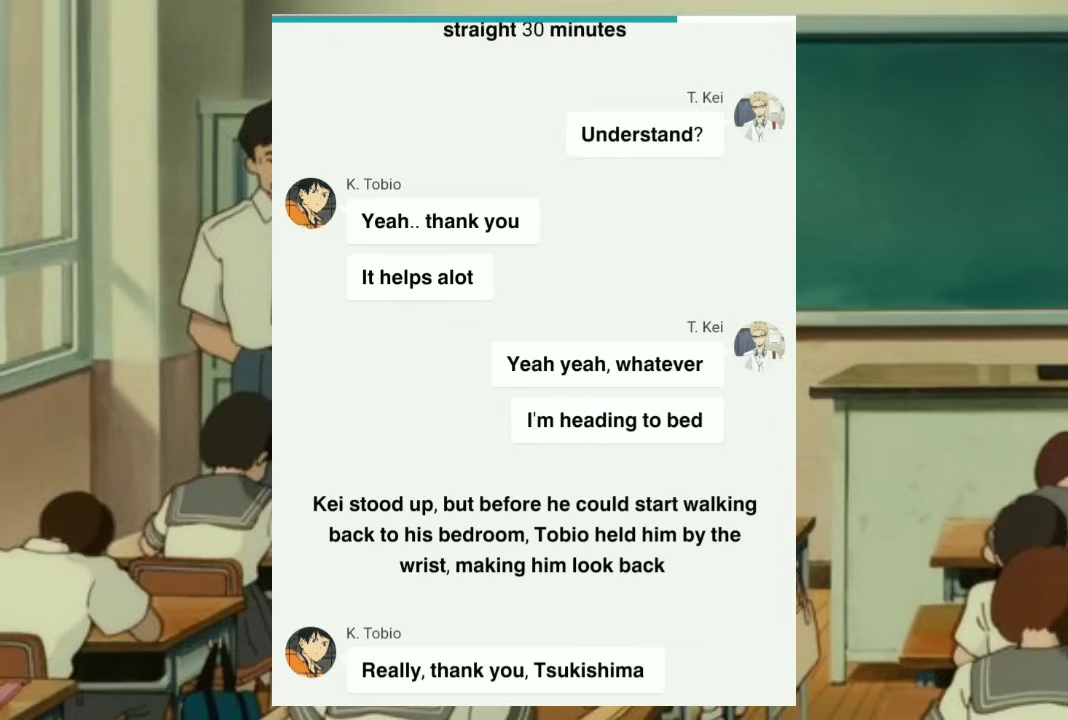 straight 30 minutes
T. Kei
Understand?
K. Tobio
Yeah.. thank you
It helps alot
T. Kei
Yeah yeah, whatever
I'm heading to bed
Kei stood up, but before he could start walking
back to his bedroom, Tobio held him by the
wrist, making him look back
K. Tobio
Really, thank you, Tsukishima